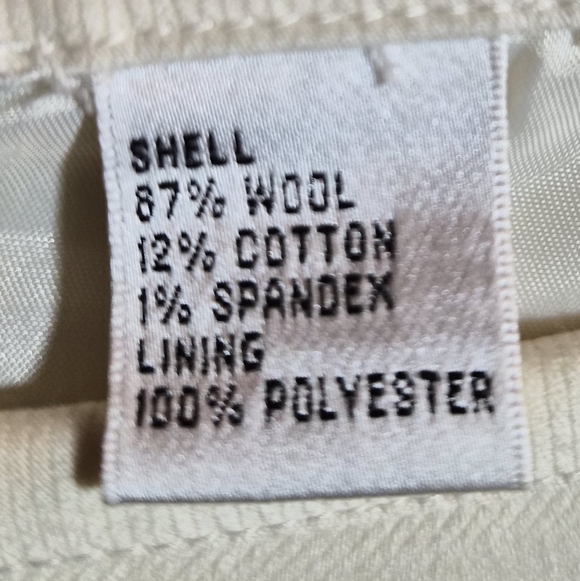 SHELL
87% WOOL
12% COTTON
1% SPANDEX
LINING
100% POLYESTER